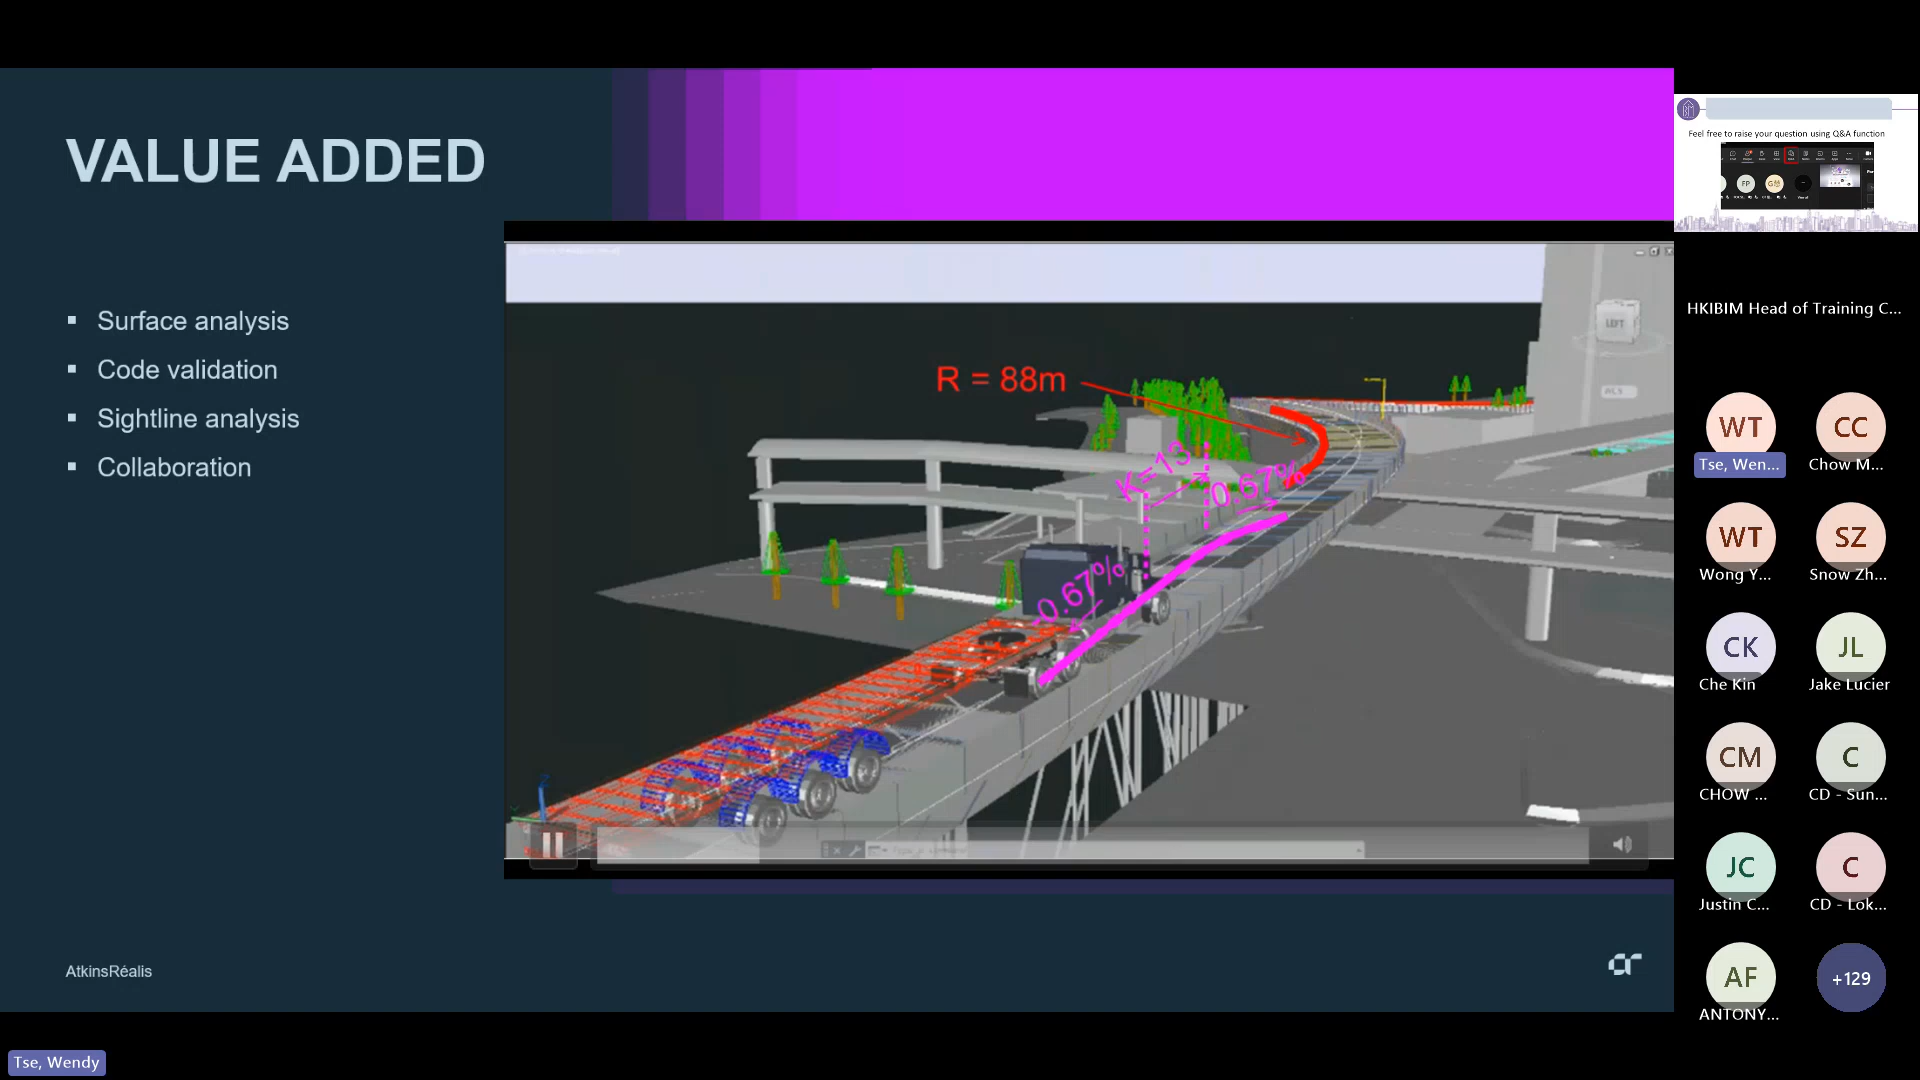 VALUE ADDED
Surface analysis
Code validation
Sightline analysis
Collaboration
R = 88m
K=13
0.67%
-0.67%
LEFT
AtkinsRéalis
Tse, Wendy
Feel free to raise your question using Q&A function
FP
HKIBIM Head of Training C...
WT
CC
Tse, Wen...
Chow M...
WT
SZ
Wong Y...
Snow Zh...
CK
JL
Che Kin
Jake Lucier
CM
C
CHOW ...
CD - Sun...
JC
C
Justin C...
CD - Lok...
AF
+129
ANTONY...